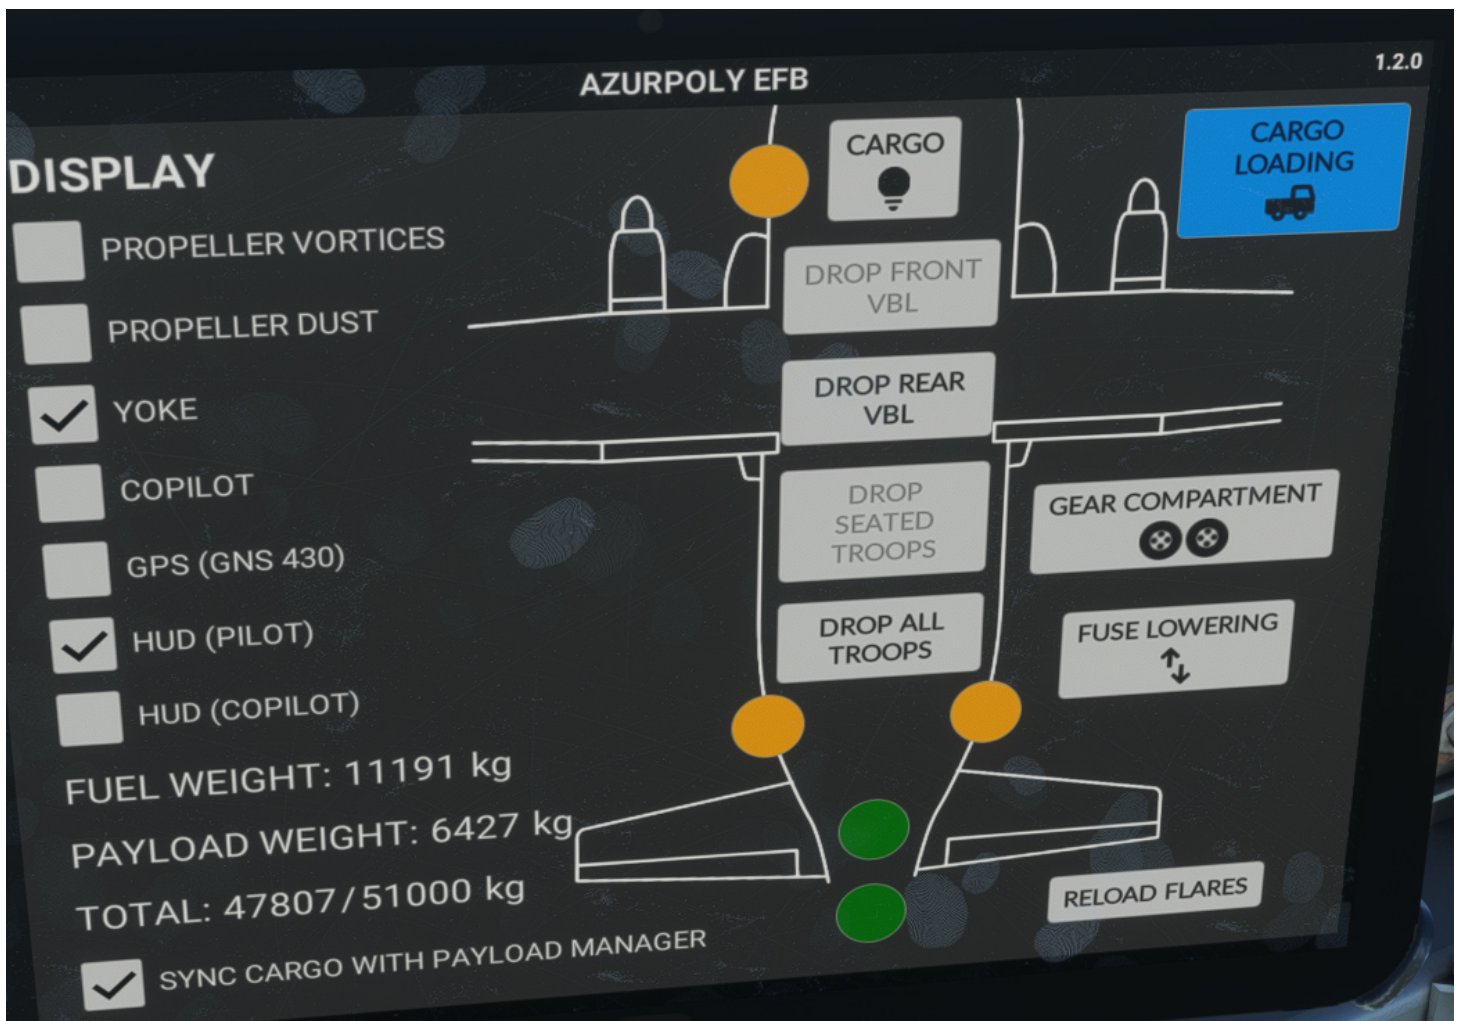 AZURPOLY EFB
1.2.0
DISPLAY
PROPELLER VORTICES
PROPELLER DUST
YOKE
COPILOT
GPS (GNS 430)
HUD (PILOT)
HUD (COPILOT)
FUEL WEIGHT: 11191 kg
PAYLOAD WEIGHT: 6427 kg
TOTAL: 47807/51000 kg
SYNC CARGO WITH PAYLOAD MANAGER
CARGO
DROP FRONT
VBL
DROP REAR
VBL
DROP
SEATED
TROOPS
DROP ALL
TROOPS
CARGO
LOADING
GEAR COMPARTMENT
FUSE LOWERING
RELOAD FLARES